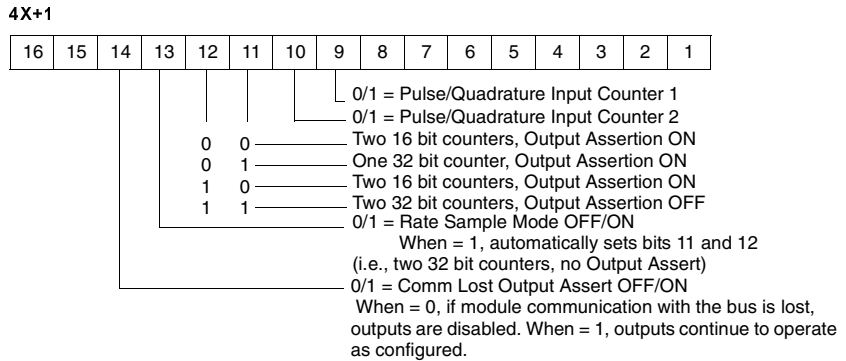 4X+1
16 15 14 13 12 11 10 9 8 7 6 5 4 3 2 1
0/1 = Pulse/Quadrature Input Counter 1
0/1 = Pulse/Quadrature Input Counter 2
0 0 Two 16 bit counters, Output Assertion ON
0 1 One 32 bit counter, Output Assertion ON
1 0 Two 16 bit counters, Output Assertion ON
1 1 Two 32 bit counters, Output Assertion OFF
0/1 = Rate Sample Mode OFF/ON
When = 1, automatically sets bits 11 and 12
(i.e., two 32 bit counters, no Output Assert)
0/1 = Comm Lost Output Assert OFF/ON
When = 0, if module communication with the bus is lost,
outputs are disabled. When = 1, outputs continue to operate
as configured.